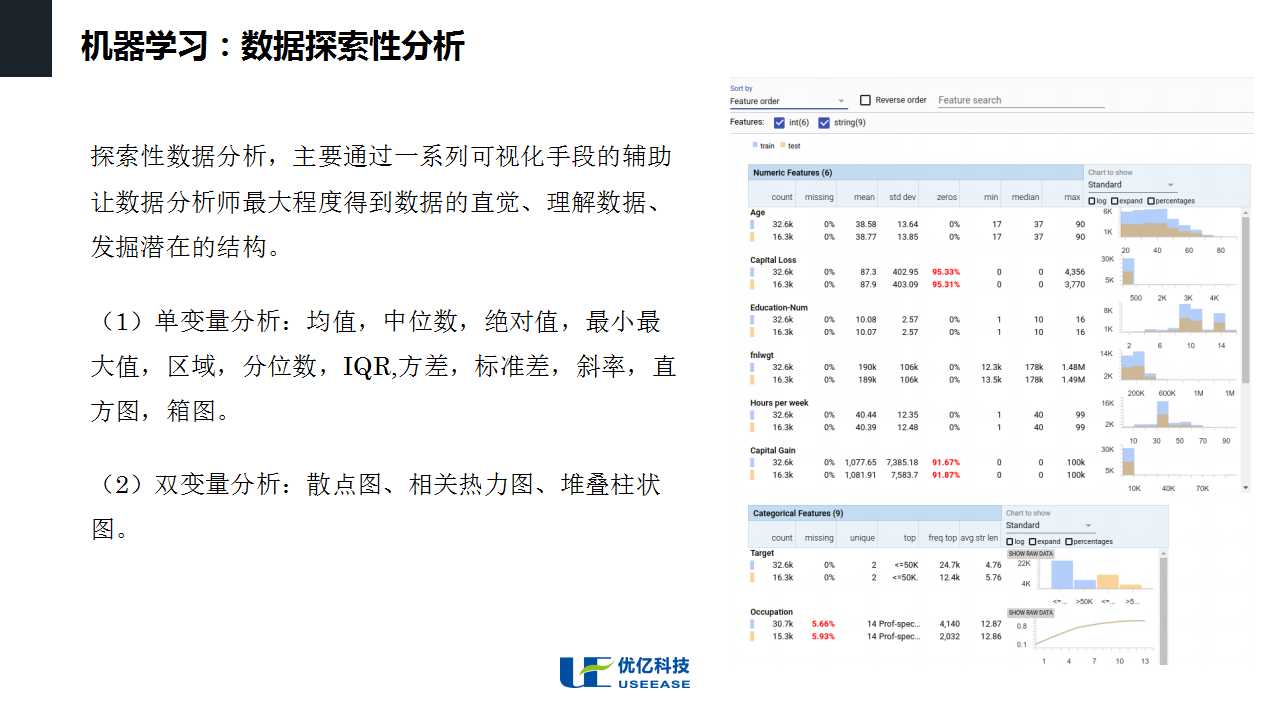 机器学习：数据探索性分析
探索性数据分析，主要通过一系列可视化手段的辅助
让数据分析师最大程度得到数据的直觉、理解数据、
发掘潜在的结构。
（1）单变量分析：均值，中位数，绝对值，最小最
大值，区域，分位数，IQR,方差，标准差，斜率，直
方图，箱图。
（2）双变量分析：散点图、相关热力图、堆叠柱状
图。
Sort by
Feature order Reverse order Feature search
Features: int(6) string(9)
train test
Numeric Features (6) Chart to show
Standard
count missing mean std dev zeros min median max log expand percentages
Age
32.6k 0% 38.58 13.64 0% 17 37 90
16.3k 0% 38.77 13.85 0% 17 37 90
6K
1K
20 40 60 80
Capital Loss
32.6k 0% 87.3 402.95 95.33% 0 0 4,356
16.3k 0% 87.9 403.09 95.31% 0 0 3,770
30K
5K
500 2K 3K 4K
Education-Num
32.6k 0% 10.08 2.57 0% 1 10 16
16.3k 0% 10.07 2.57 0% 1 10 16
8K
1K
2 6 10 14
fnlwgt
32.6k 0% 190k 106k 0% 12.3k 178k 1.48M
16.3k 0% 189k 106k 0% 13.5k 178k 1.49M
14K
2K
200K 600K 1M 1M
Hours per week
32.6k 0% 40.44 12.35 0% 1 40 99
16.3k 0% 40.39 12.48 0% 1 40 99
16K
2K
10 30 50 70 90
Capital Gain
32.6k 0% 1,077.65 7,385.18 91.67% 0 0 100k
16.3k 0% 1,081.91 7,583.7 91.87% 0 0 100k
30K
5K
10K 40K 70K
Categorical Features (9) Chart to show
Standard
count missing unique top freq top avg str len log expand percentages
Target SHOW RAW DATA
32.6k 0% 2 <=50K 24.7k 4.76
16.3k 0% 2 <=50K. 12.4k 5.76
22K
4K
<=... >50K <=... >5...
Occupation SHOW RAW DATA
30.7k 5.66% 14 Prof-spec... 4,140 12.87
15.3k 5.93% 14 Prof-spec... 2,032 12.86
0.8
0.1
1 4 7 10 13
UE 优亿科技
USEEASE